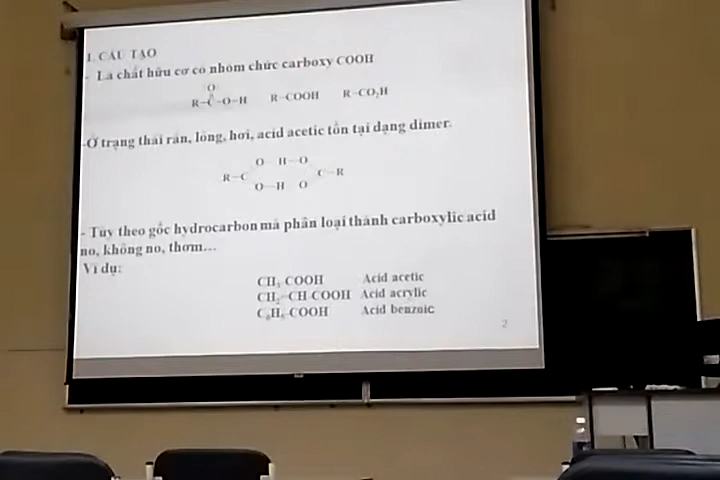 I. CẤU TẠO
- Là chất hữu cơ có nhóm chức carboxy COOH
O
R-C-O-H R-COOH R-CO₂H
-Ở trạng thái rắn, lỏng, hơi, acid acetic tồn tại dạng dimer.
O H-O
R-C C-R
O-H O
- Tùy theo gốc hydrocarbon mà phân loại thành carboxylic acid
no, không no, thơm...
Ví dụ:
CH₃-COOH Acid acetic
CH₂=CH-COOH Acid acrylic
C₆H₅-COOH Acid benzoic
2